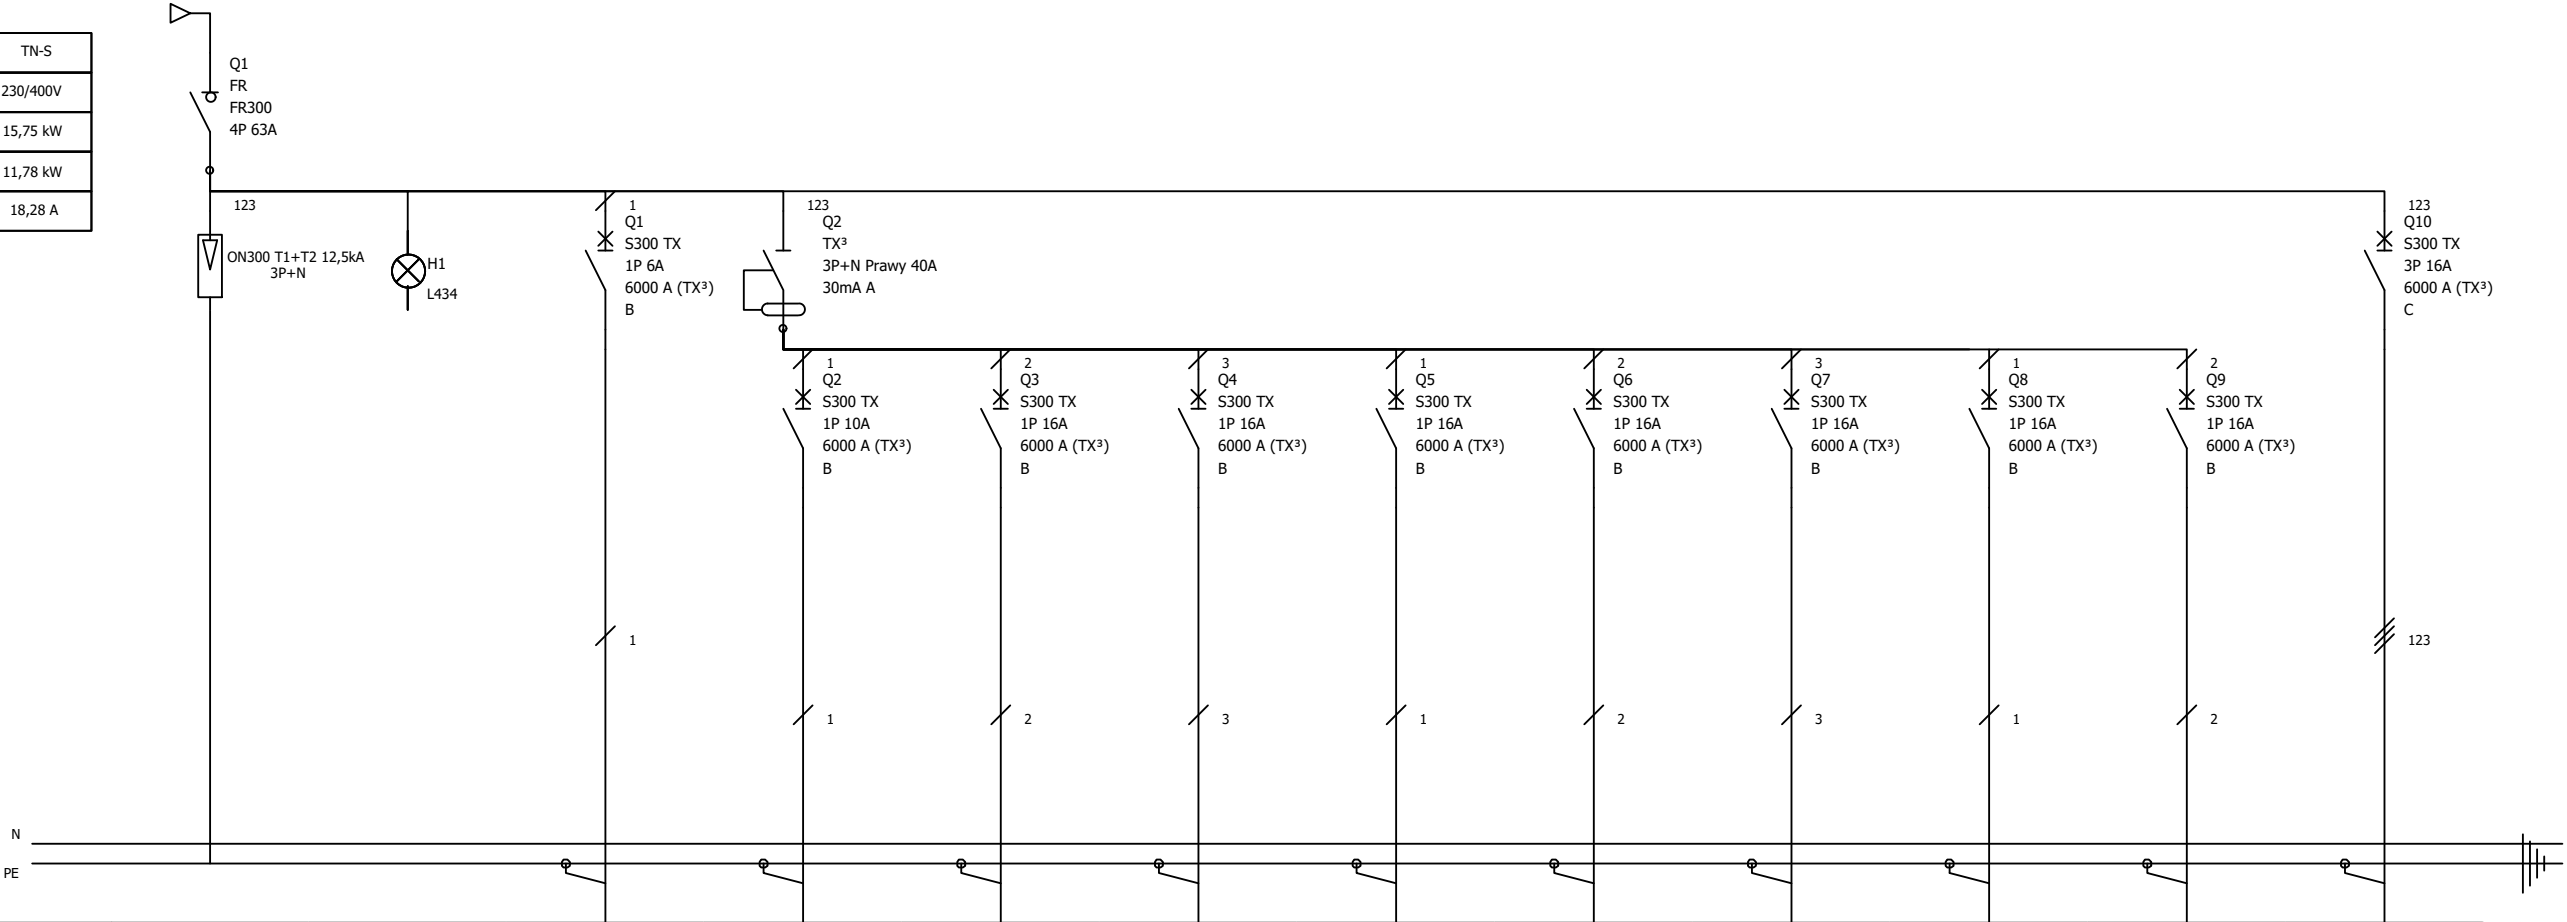 TN-S
230/400V
15,75 kW
11,78 kW
18,28 A
Q1
FR
FR300
4P 63A
123
ON300 T1+T2 12,5kA
3P+N
H1
L434
1
Q1
S300 TX
1P 6A
6000 A (TX³)
B
123
Q2
TX³
3P+N Prawy 40A
30mA A
123
Q10
S300 TX
3P 16A
6000 A (TX³)
C
1
Q2
S300 TX
1P 10A
6000 A (TX³)
B
2
Q3
S300 TX
1P 16A
6000 A (TX³)
B
3
Q4
S300 TX
1P 16A
6000 A (TX³)
B
1
Q5
S300 TX
1P 16A
6000 A (TX³)
B
2
Q6
S300 TX
1P 16A
6000 A (TX³)
B
3
Q7
S300 TX
1P 16A
6000 A (TX³)
B
1
Q8
S300 TX
1P 16A
6000 A (TX³)
B
2
Q9
S300 TX
1P 16A
6000 A (TX³)
B
1
123
1
2
3
1
2
3
1
2
N
PE